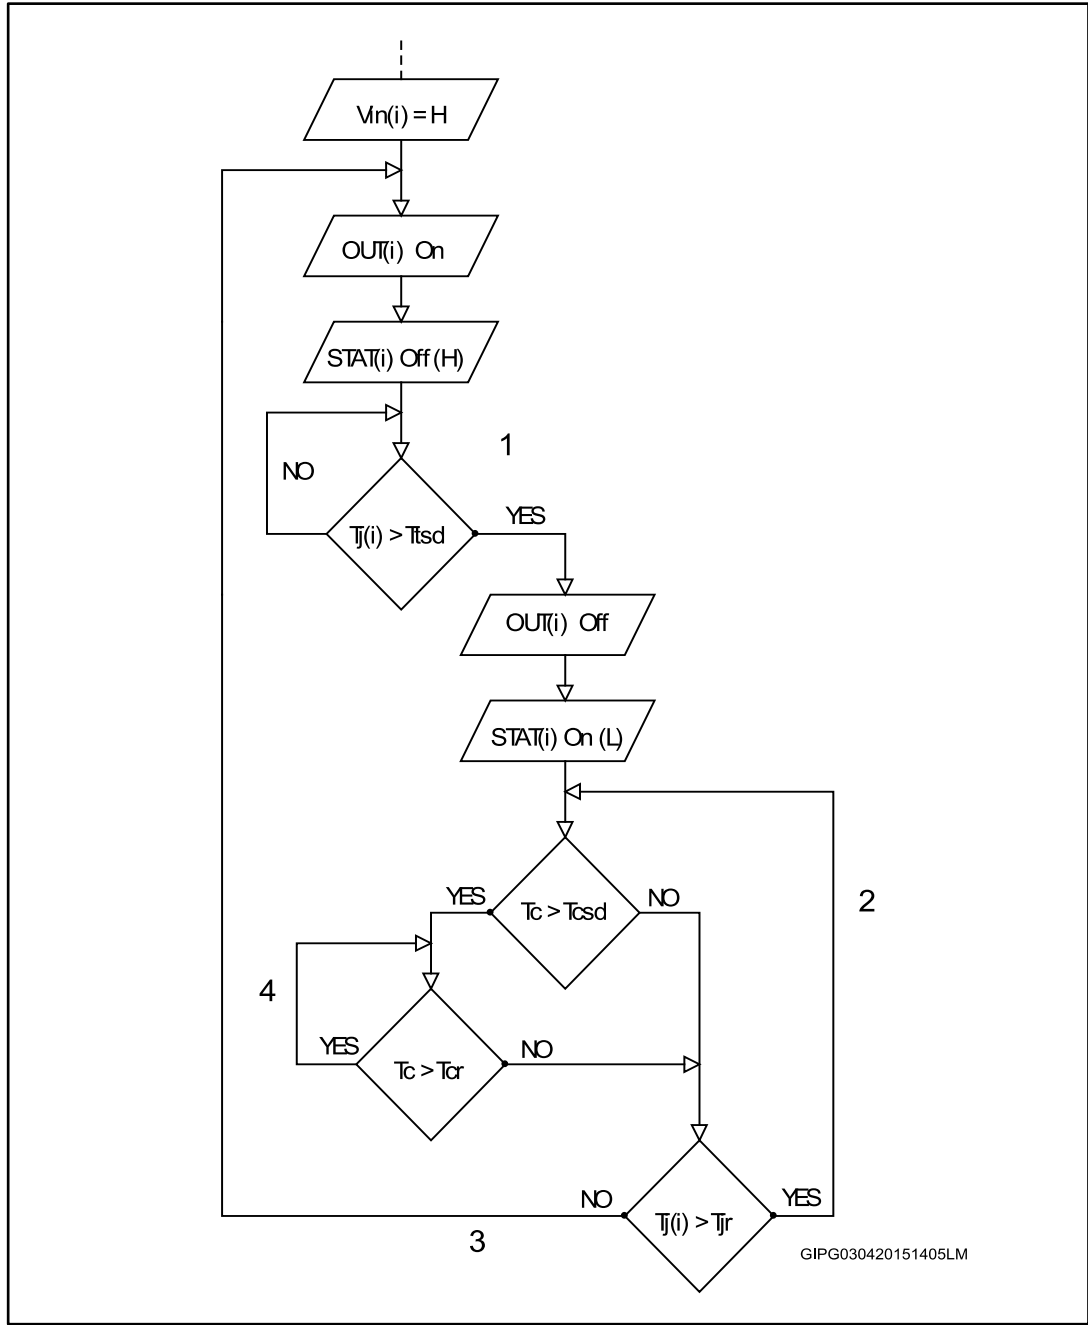 Vin(i) = H
OUT(i) On
STAT(i) Off (H)
1
NO
Tj(i) > Ttsd
YES
OUT(i) Off
STAT(i) On (L)
2
YES
Tc > Tcsd
NO
4
YES
Tc > Tcr
NO
NO
Tj(i) > Tjr
YES
3
GIPG030420151405LM